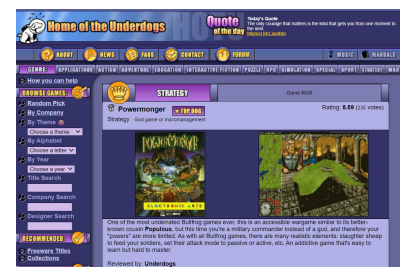 Home of the Underdogs
Quote of the day
Today's Quote
The only courage that matters is the kind that gets you from one moment to the next
Mignon McLaughlin
ABOUT
NEWS
FAQS
CONTACT
FORUM
MUSIC
MANUALS
GENRE: APPLICATIONS ACTION ADVENTURE EDUCATION INTERACTIVE FICTION PUZZLE RPG SIMULATION SPECIAL SPORT STRATEGY WAR
How you can help
BROWSE GAMES:
Random Pick
By Company
By Theme
Choose a theme
By Alphabet
Choose a letter
By Year
Choose a year
Title Search
Company Search
Designer Search
RECOMMENDED
Freeware Titles
Collections
STRATEGY
Game #838
Powermonger
TOP DOG
Rating: 8.69 (235 votes)
Strategy God game or micromanagement
POWERMONGER
ELECTRONIC ARTS
One of the most underrated Bullfrog games ever, this is an accessible wargame similar to its better-
known cousin Populous, but this time you're a military commander instead of a god, and therefore your
"powers" are more limited. As with all Bullfrog games, there are many realistic elements: slaughter sheep
to feed your soldiers, set their attack mode to passive or active, etc. An addictive game that's easy to
learn but hard to master.
Reviewed by: Underdogs